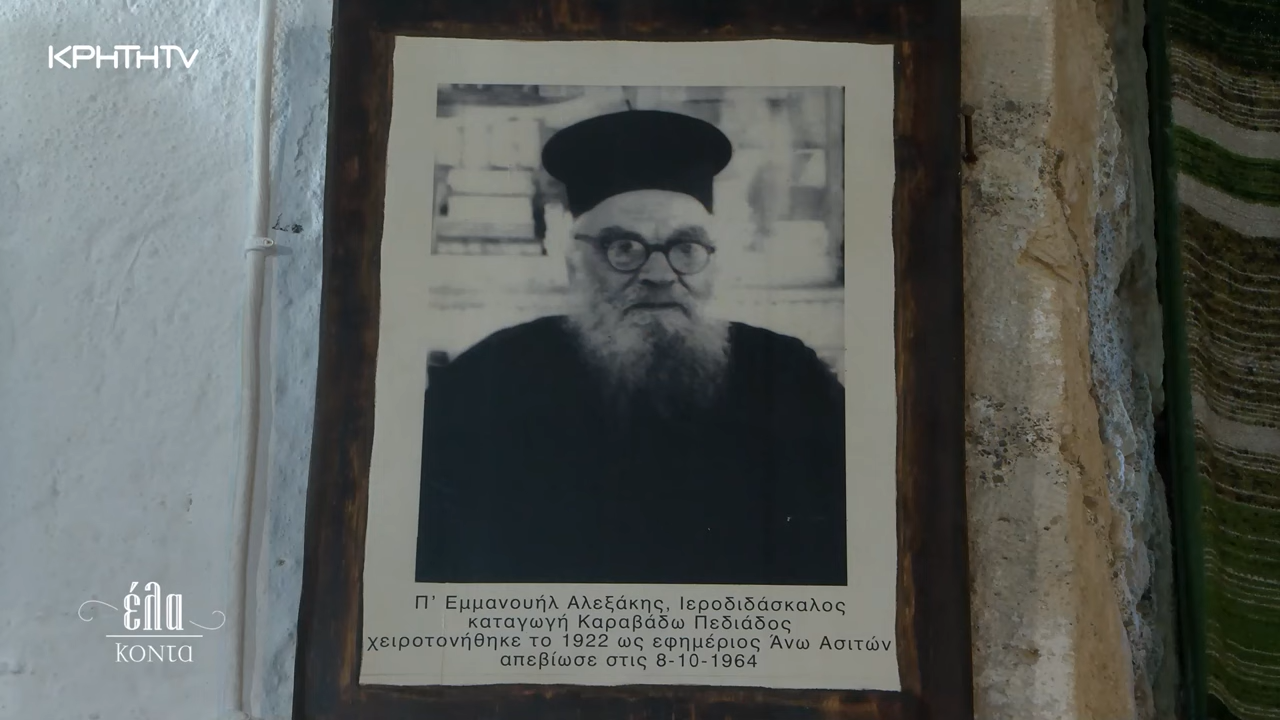 ΚΡΗΤΗTV
Π' Εμμανουήλ Αλεξάκης, Ιεροδιδάσκαλος
καταγωγή Καραβάδω Πεδιάδος
χειροτονήθηκε το 1922 ως εφημέριος Άνω Ασιτών
απεβίωσε στις 8-10-1964
έλα
κοντα